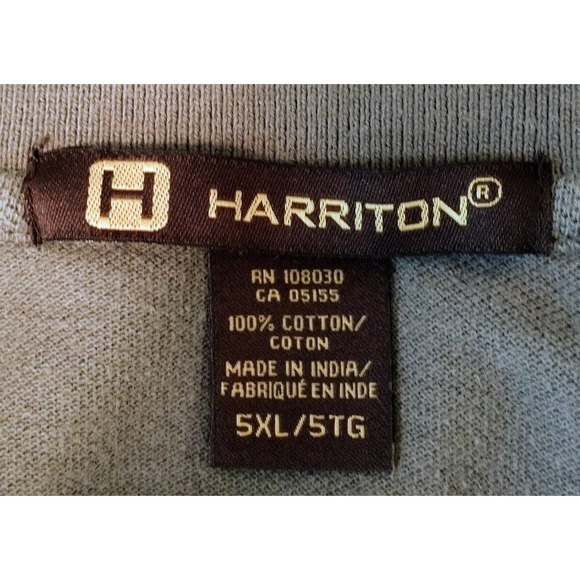 H HARRITON®
RN 108030
CA 05155
100% COTTON/
COTON
MADE IN INDIA/
FABRIQUÉ EN INDE
5XL/5TG